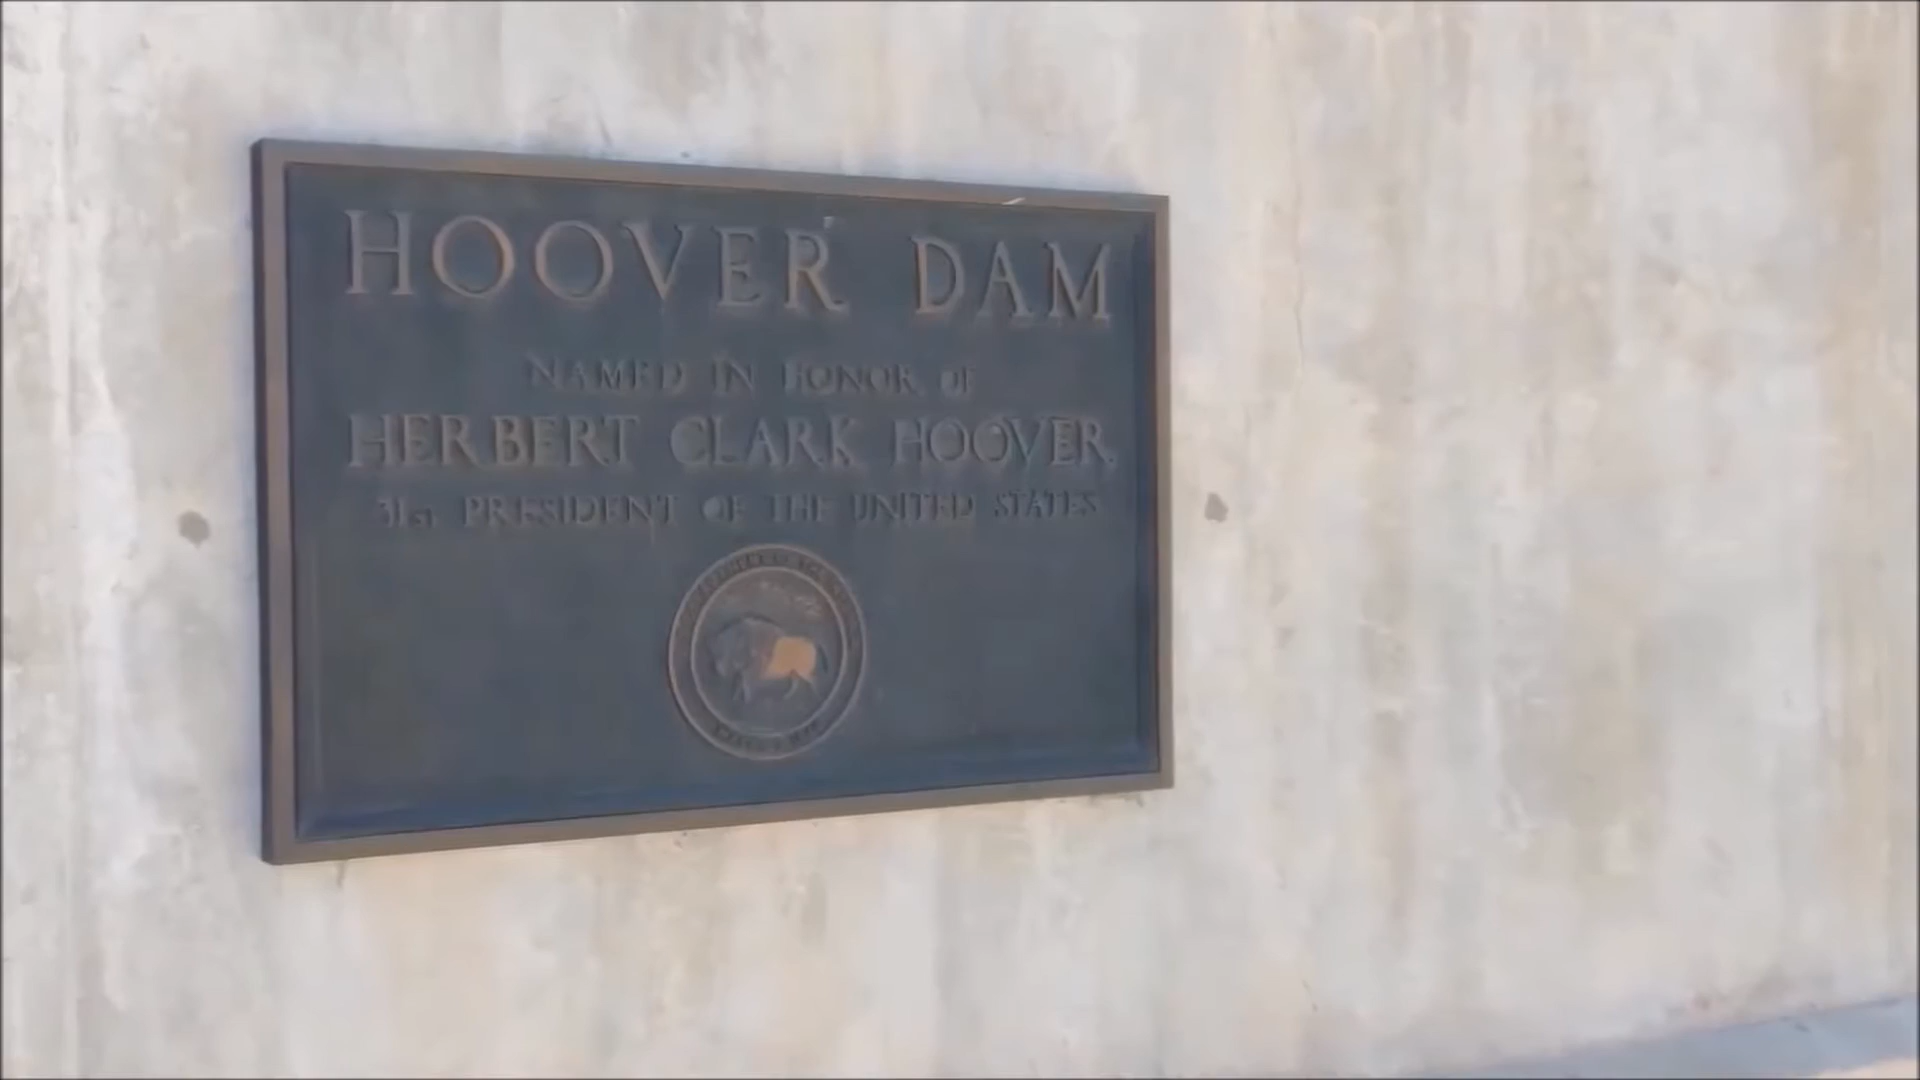 HOOVER DAM
NAMED IN HONOR OF
HERBERT CLARK HOOVER
31ST PRESIDENT OF THE UNITED STATES